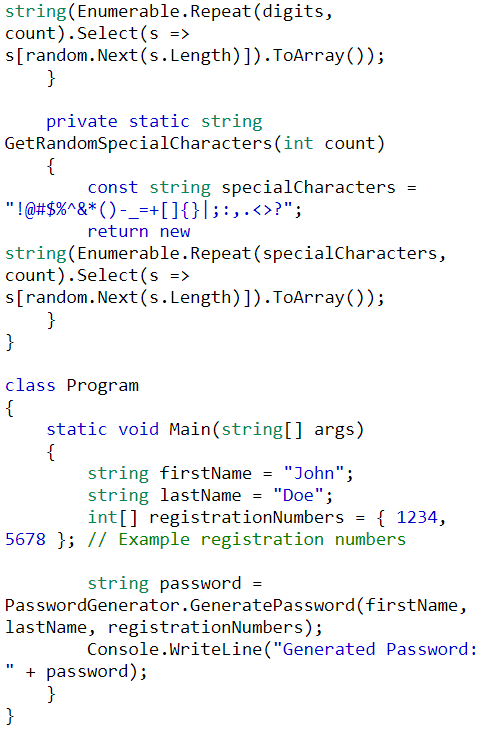 string(Enumerable.Repeat(digits,
count).Select(s =>
s[random.Next(s.Length)]).ToArray());
    }

    private static string
GetRandomSpecialCharacters(int count)
    {
        const string specialCharacters =
"!@#$%^&*()-_=+[]{}|;:,.<>?";
        return new
string(Enumerable.Repeat(specialCharacters,
count).Select(s =>
s[random.Next(s.Length)]).ToArray());
    }
}

class Program
{
    static void Main(string[] args)
    {
        string firstName = "John";
        string lastName = "Doe";
        int[] registrationNumbers = { 1234,
5678 }; // Example registration numbers

        string password =
PasswordGenerator.GeneratePassword(firstName,
lastName, registrationNumbers);
        Console.WriteLine("Generated Password:
" + password);
    }
}